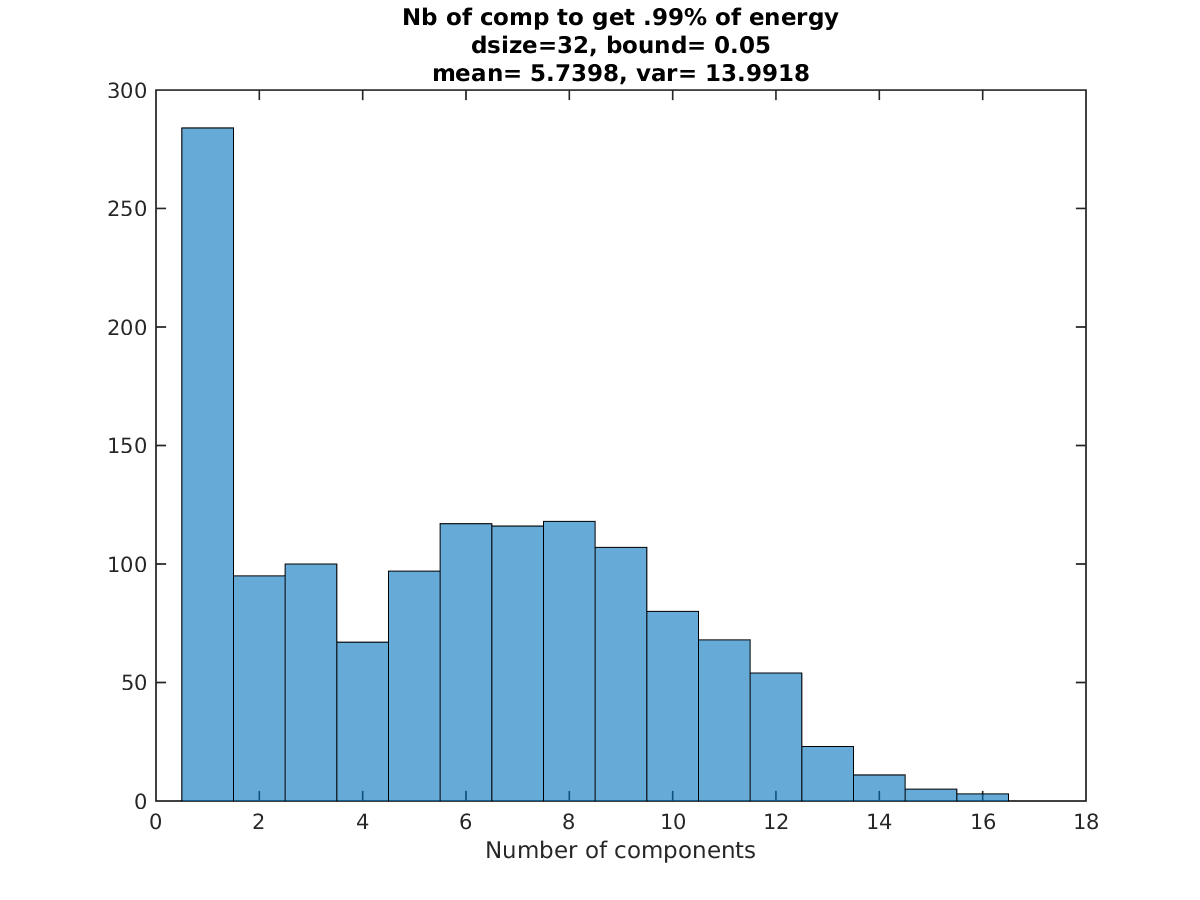 Nb of comp to get .99% of energy
dsize=32, bound= 0.05
mean= 5.7398, var= 13.9918
300
250
200
150
100
50
0
0 2 4 6 8 10 12 14 16 18
Number of components